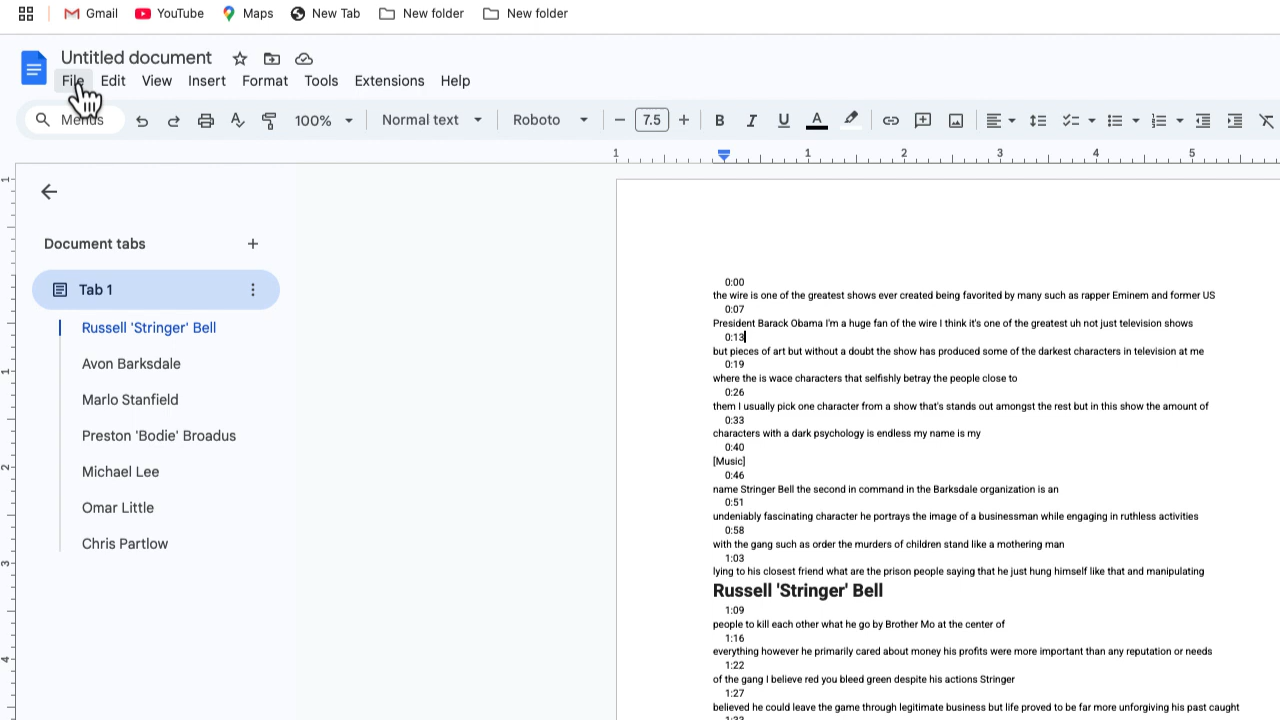 Gmail YouTube Maps New Tab New folder New folder
Untitled document
File Edit View Insert Format Tools Extensions Help
Menus 100% Normal text Roboto 7.5 B I U A
1 1 2 3 4 5
Document tabs
Tab 1
Russell 'Stringer' Bell
Avon Barksdale
Marlo Stanfield
Preston 'Bodie' Broadus
Michael Lee
Omar Little
Chris Partlow
1
1
2
3
4
0:00
the wire is one of the greatest shows ever created being favorited by many such as rapper Eminem and former US
0:07
President Barack Obama I'm a huge fan of the wire I think it's one of the greatest uh not just television shows
0:13
but pieces of art but without a doubt the show has produced some of the darkest characters in television at me
0:19
where the is wace characters that selfishly betray the people close to
0:26
them I usually pick one character from a show that's stands out amongst the rest but in this show the amount of
0:33
characters with a dark psychology is endless my name is my
0:40
[Music]
0:46
name Stringer Bell the second in command in the Barksdale organization is an
0:51
undeniably fascinating character he portrays the image of a businessman while engaging in ruthless activities
0:58
with the gang such as order the murders of children stand like a mothering man
1:03
lying to his closest friend what are the prison people saying that he just hung himself like that and manipulating
Russell 'Stringer' Bell
1:09
people to kill each other what he go by Brother Mo at the center of
1:16
everything however he primarily cared about money his profits were more important than any reputation or needs
1:22
of the gang I believe red you bleed green despite his actions Stringer
1:27
believed he could leave the game through legitimate business but life proved to be far more unforgiving his past caught